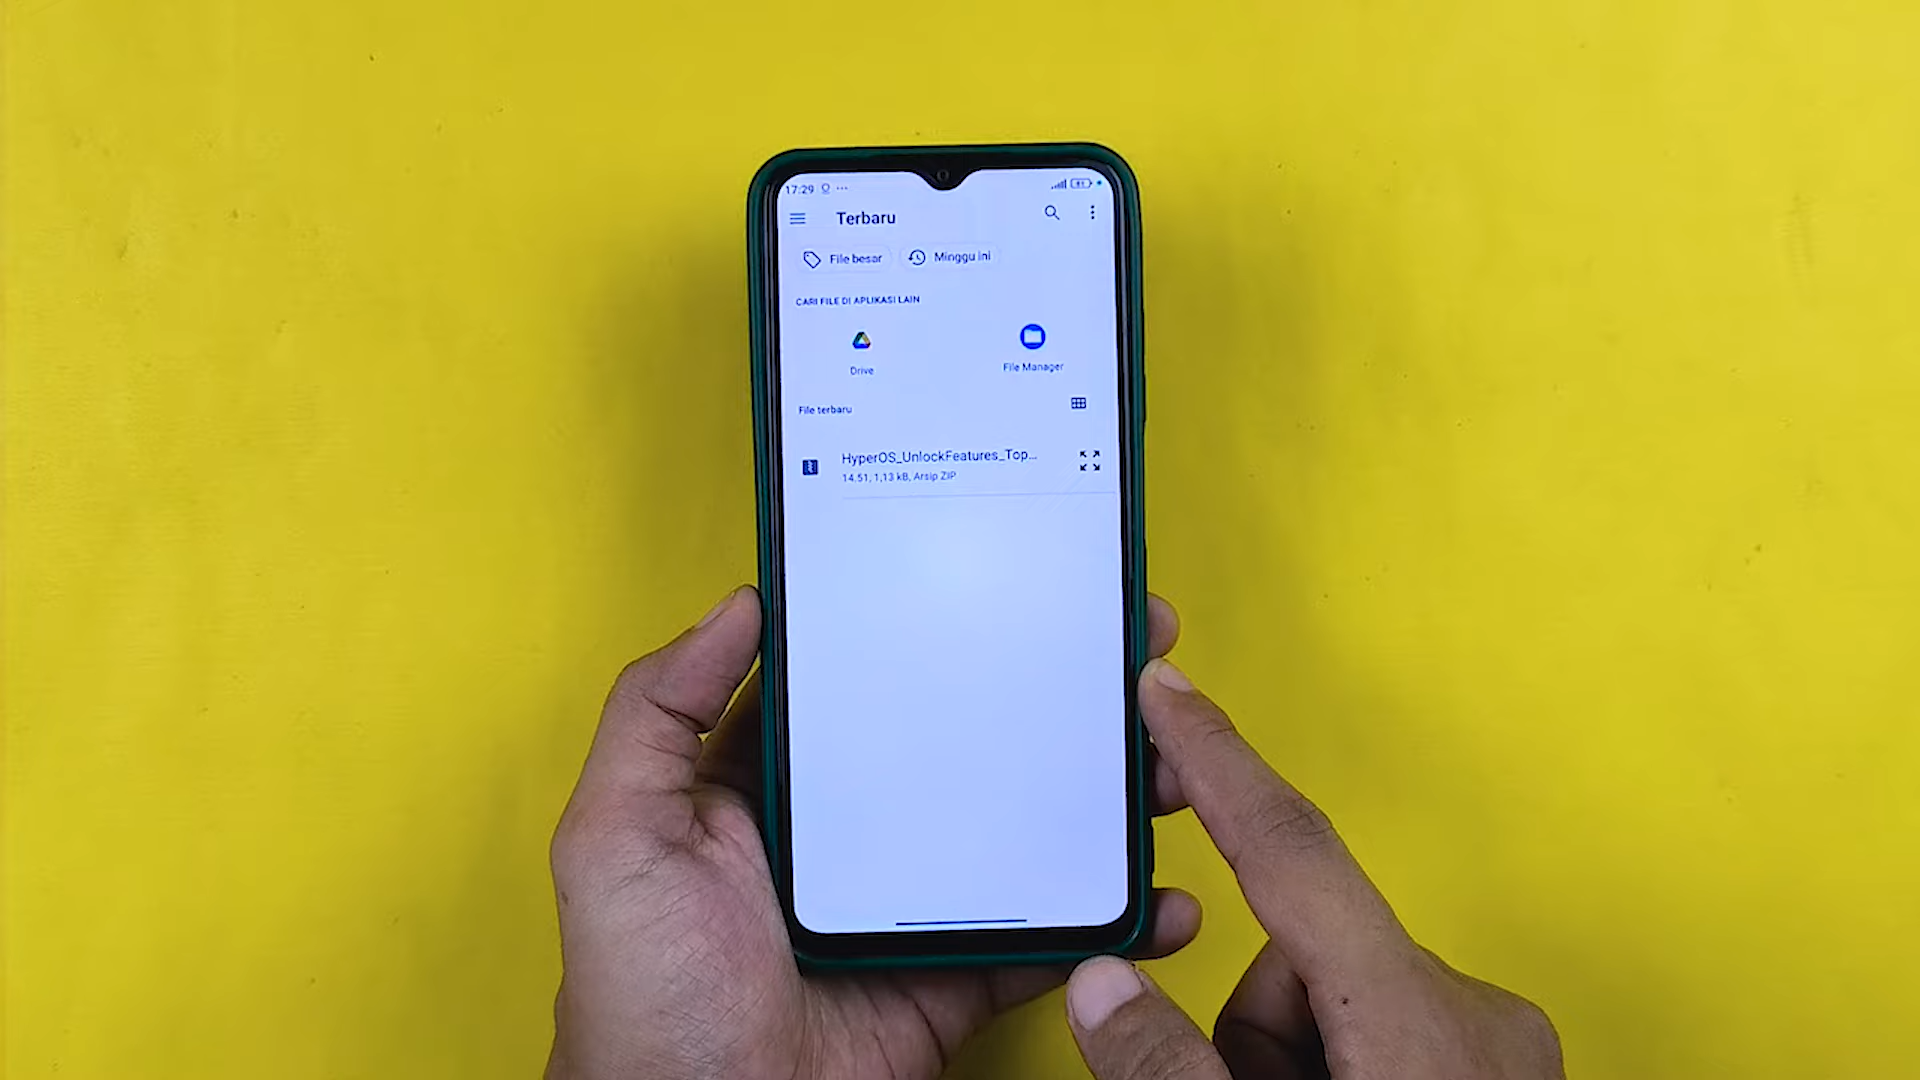 17:29
Terbaru
File besar
Minggu ini
CARI FILE DI APLIKASI LAIN
Drive
File Manager
File terbaru
HyperOS_UnlockFeatures_Top...
14.51, 1,13 kB, Arsip ZIP